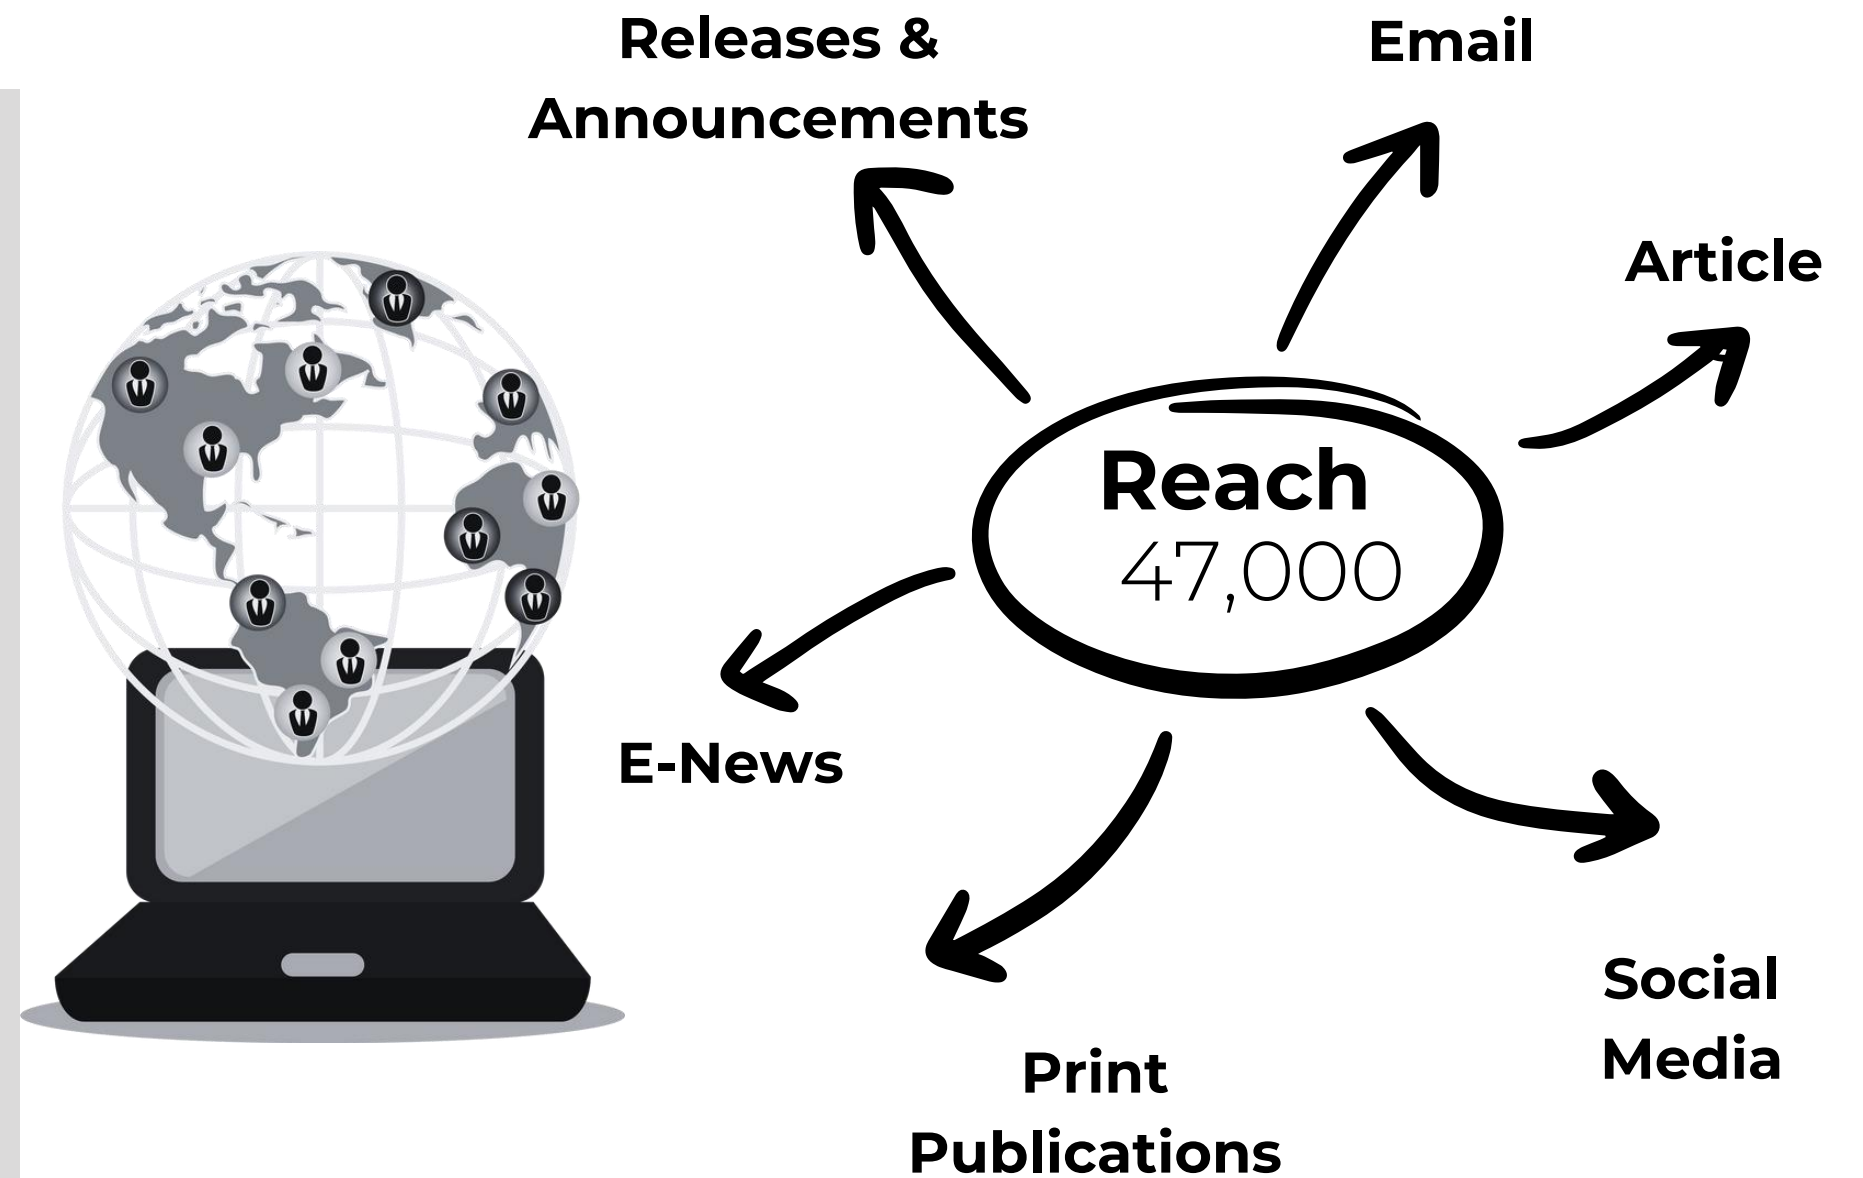 Releases &
Announcements
Email
Article
Reach
47,000
E-News
Social
Media
Print
Publications